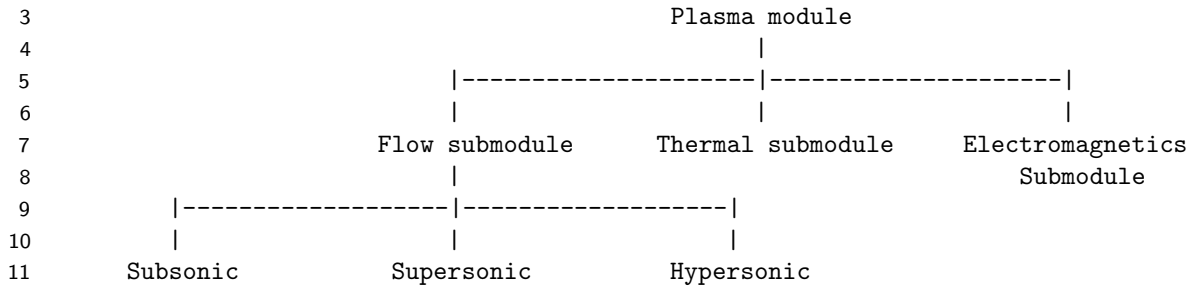 3 Plasma module
4 |
5 |---------------------|---------------------|
6 | | |
7 Flow submodule Thermal submodule Electromagnetics
8 | Submodule
9 |-------------------|-------------------|
10 | | |
11 Subsonic Supersonic Hypersonic